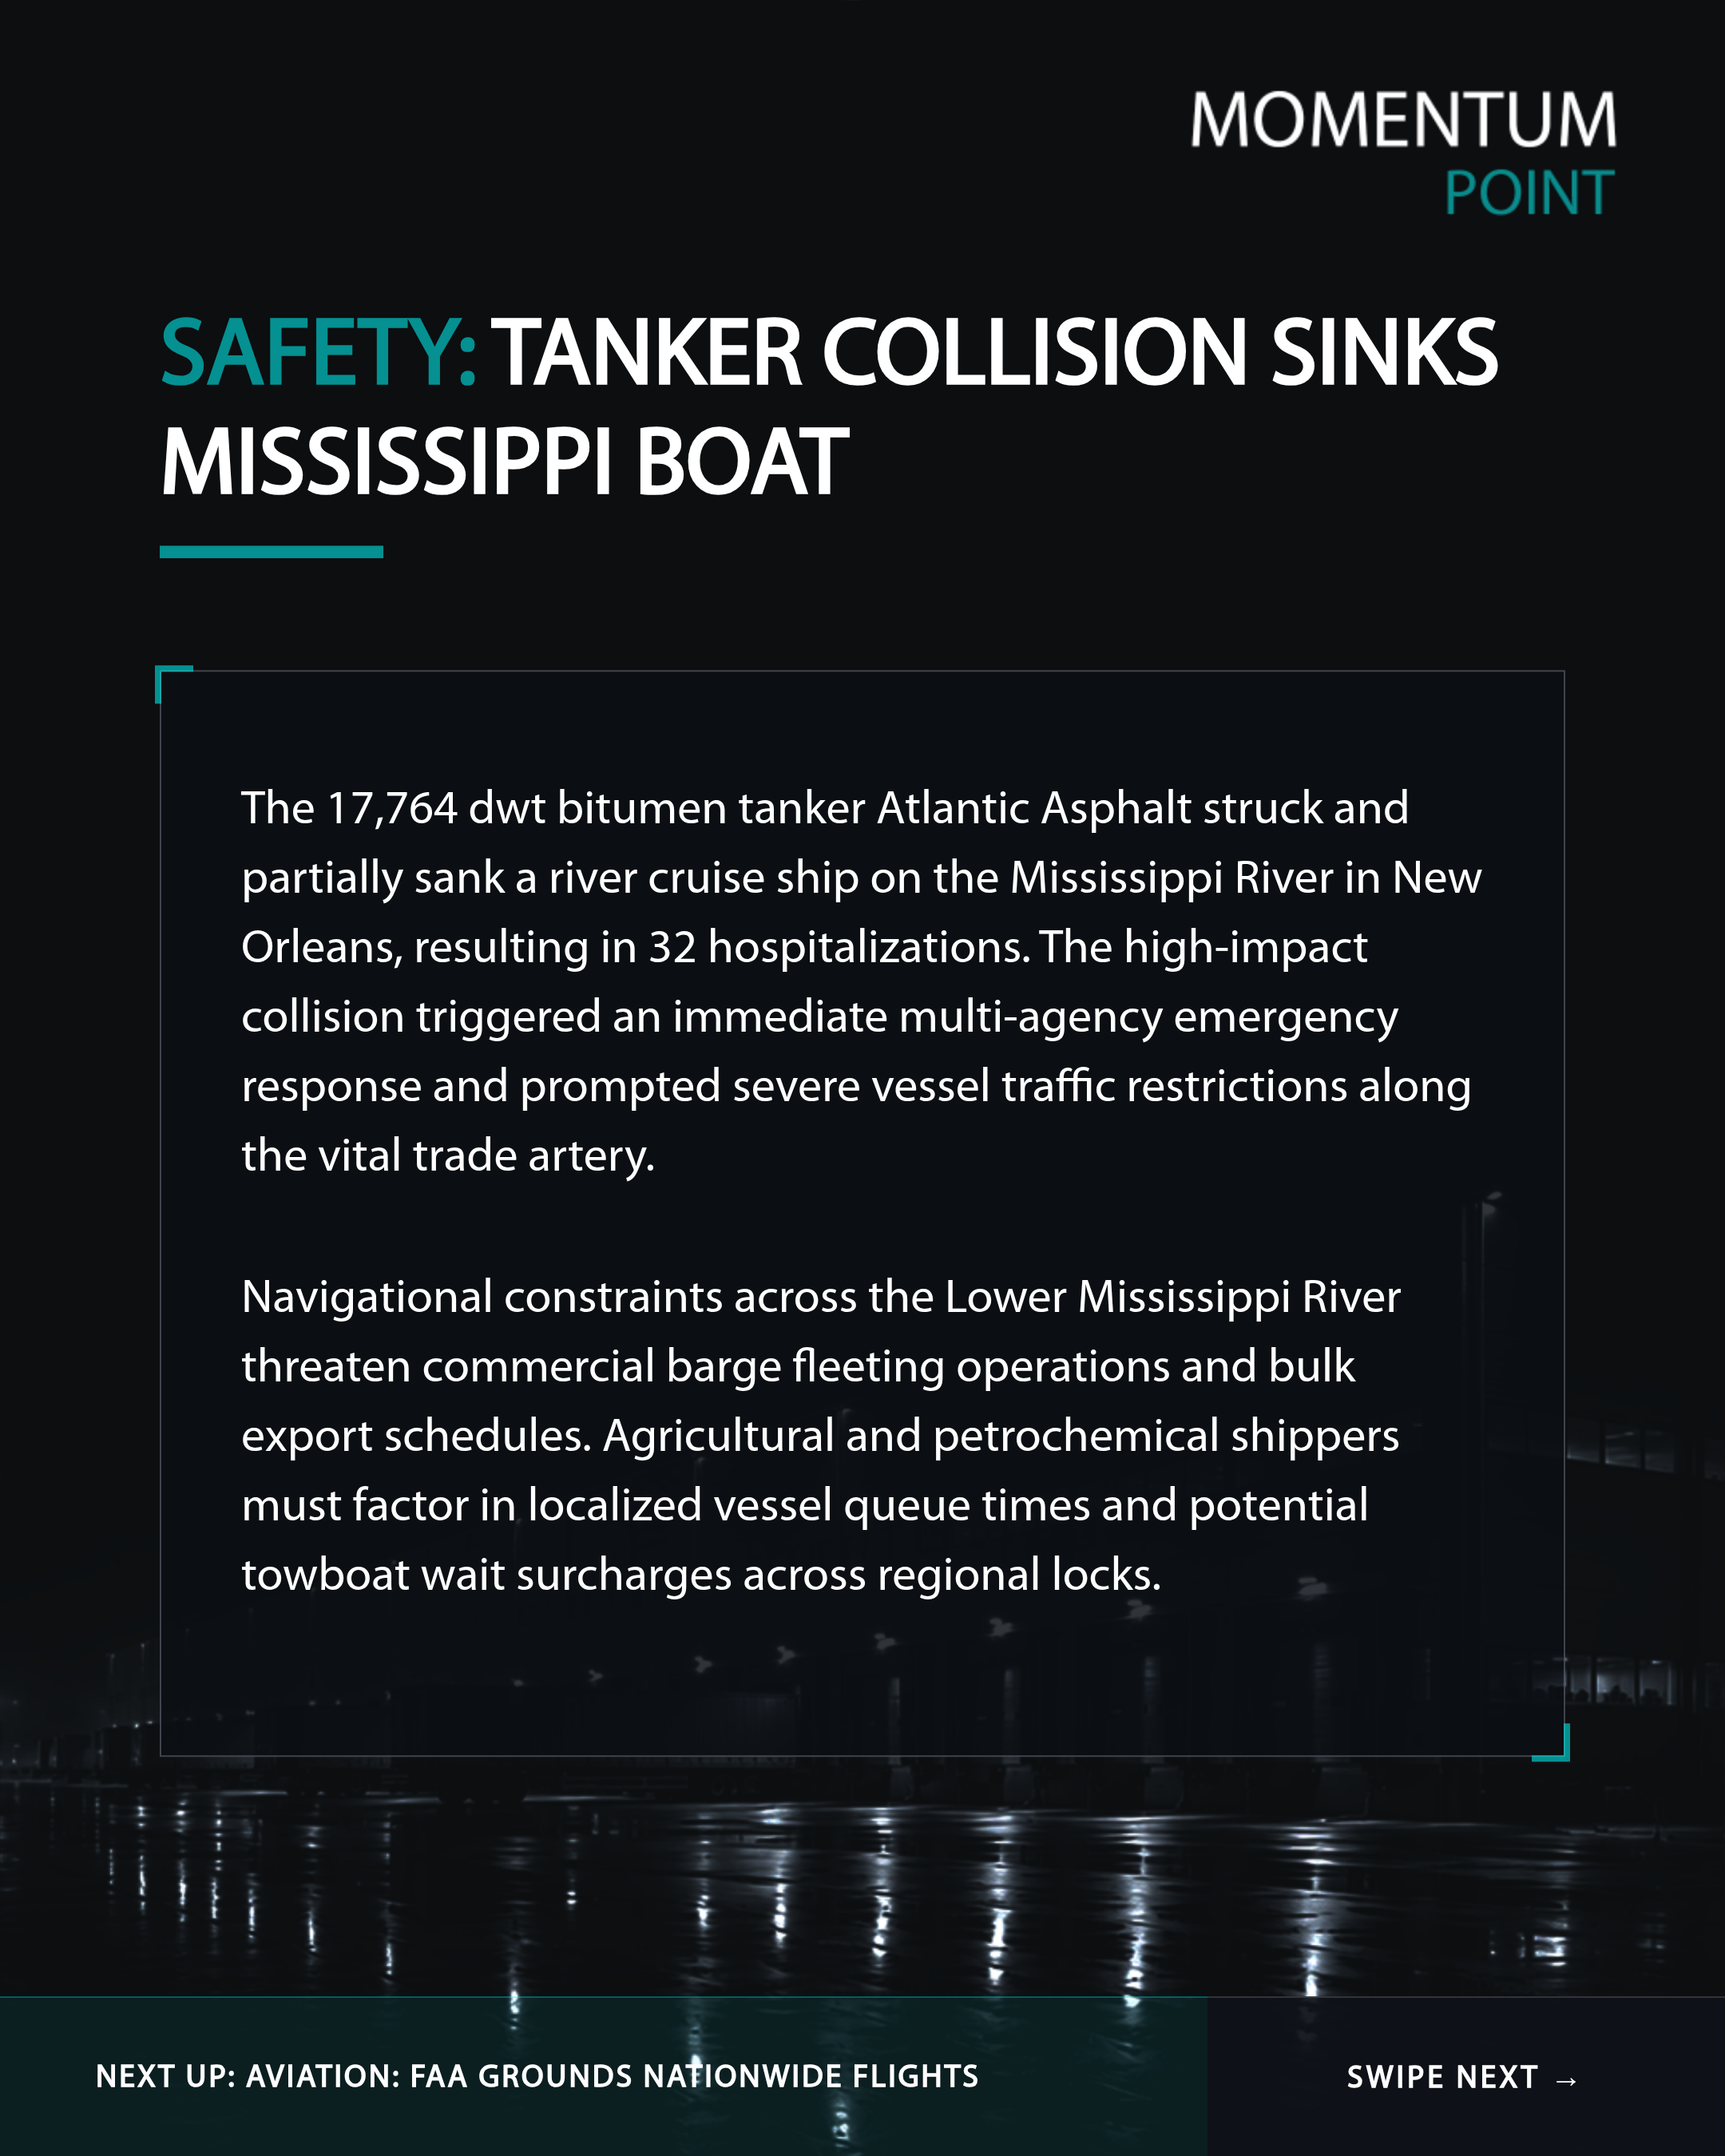 MOMENTUM
POINT
SAFETY: TANKER COLLISION SINKS
MISSISSIPPI BOAT
The 17,764 dwt bitumen tanker Atlantic Asphalt struck and
partially sank a river cruise ship on the Mississippi River in New
Orleans, resulting in 32 hospitalizations. The high-impact
collision triggered an immediate multi-agency emergency
response and prompted severe vessel traffic restrictions along
the vital trade artery.
Navigational constraints across the Lower Mississippi River
threaten commercial barge fleeting operations and bulk
export schedules. Agricultural and petrochemical shippers
must factor in localized vessel queue times and potential
towboat wait surcharges across regional locks.
NEXT UP: AVIATION: FAA GROUNDS NATIONWIDE FLIGHTS
SWIPE NEXT →